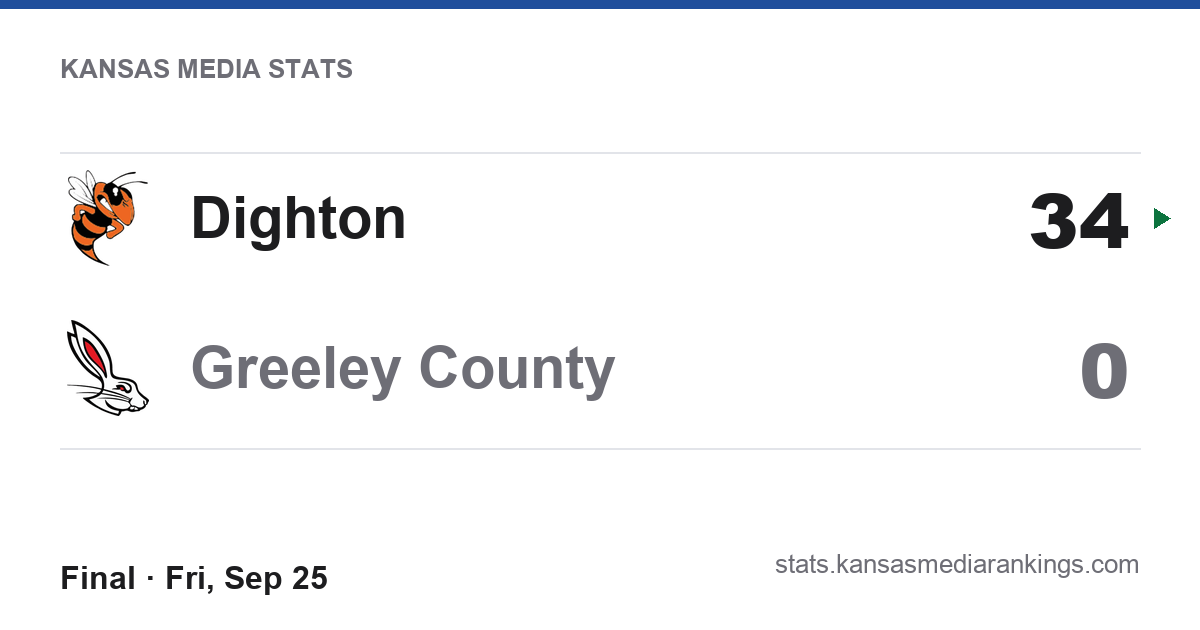 KANSAS MEDIA STATS
Dighton 34
Greeley County 0
Final · Fri, Sep 25
stats.kansasmediarankings.com